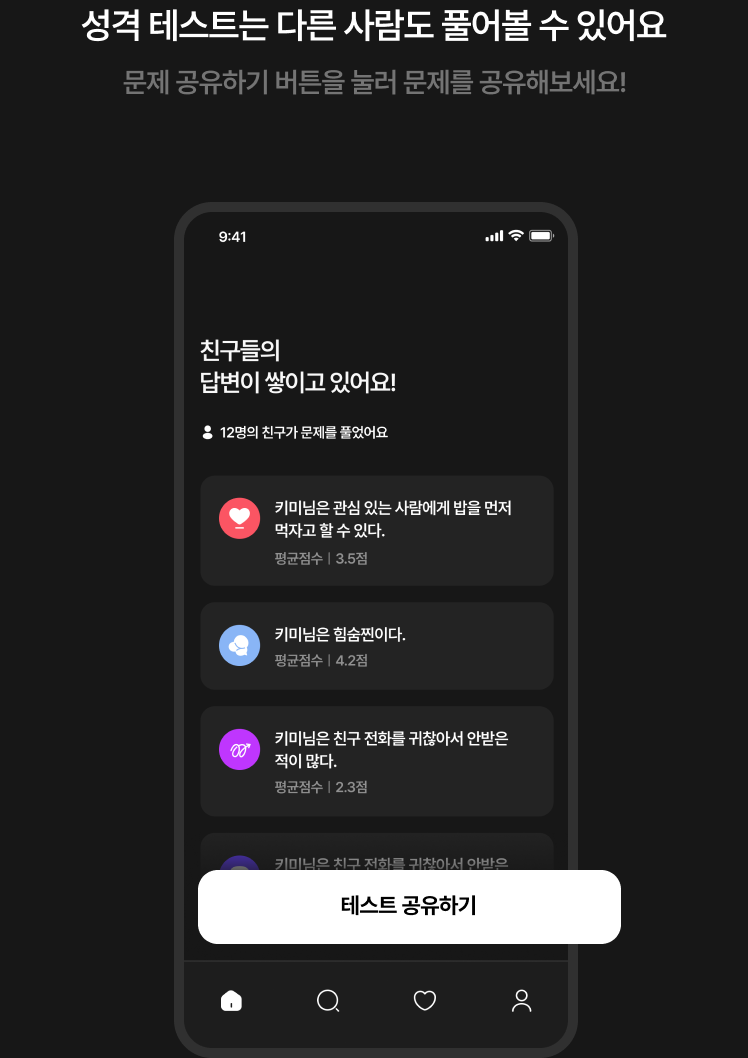 성격 테스트는 다른 사람도 풀어볼 수 있어요
문제 공유하기 버튼을 눌러 문제를 공유해보세요!
9:41
친구들의
답변이 쌓이고 있어요!
12명의 친구가 문제를 풀었어요
키미님은 관심 있는 사람에게 밥을 먼저
먹자고 할 수 있다.
평균점수 | 3.5점
키미님은 힘숨찐이다.
평균점수 | 4.2점
키미님은 친구 전화를 귀찮아서 안받은
적이 많다.
평균점수 | 2.3점
키미님은 친구 전화를 귀찮아서 안받은
테스트 공유하기